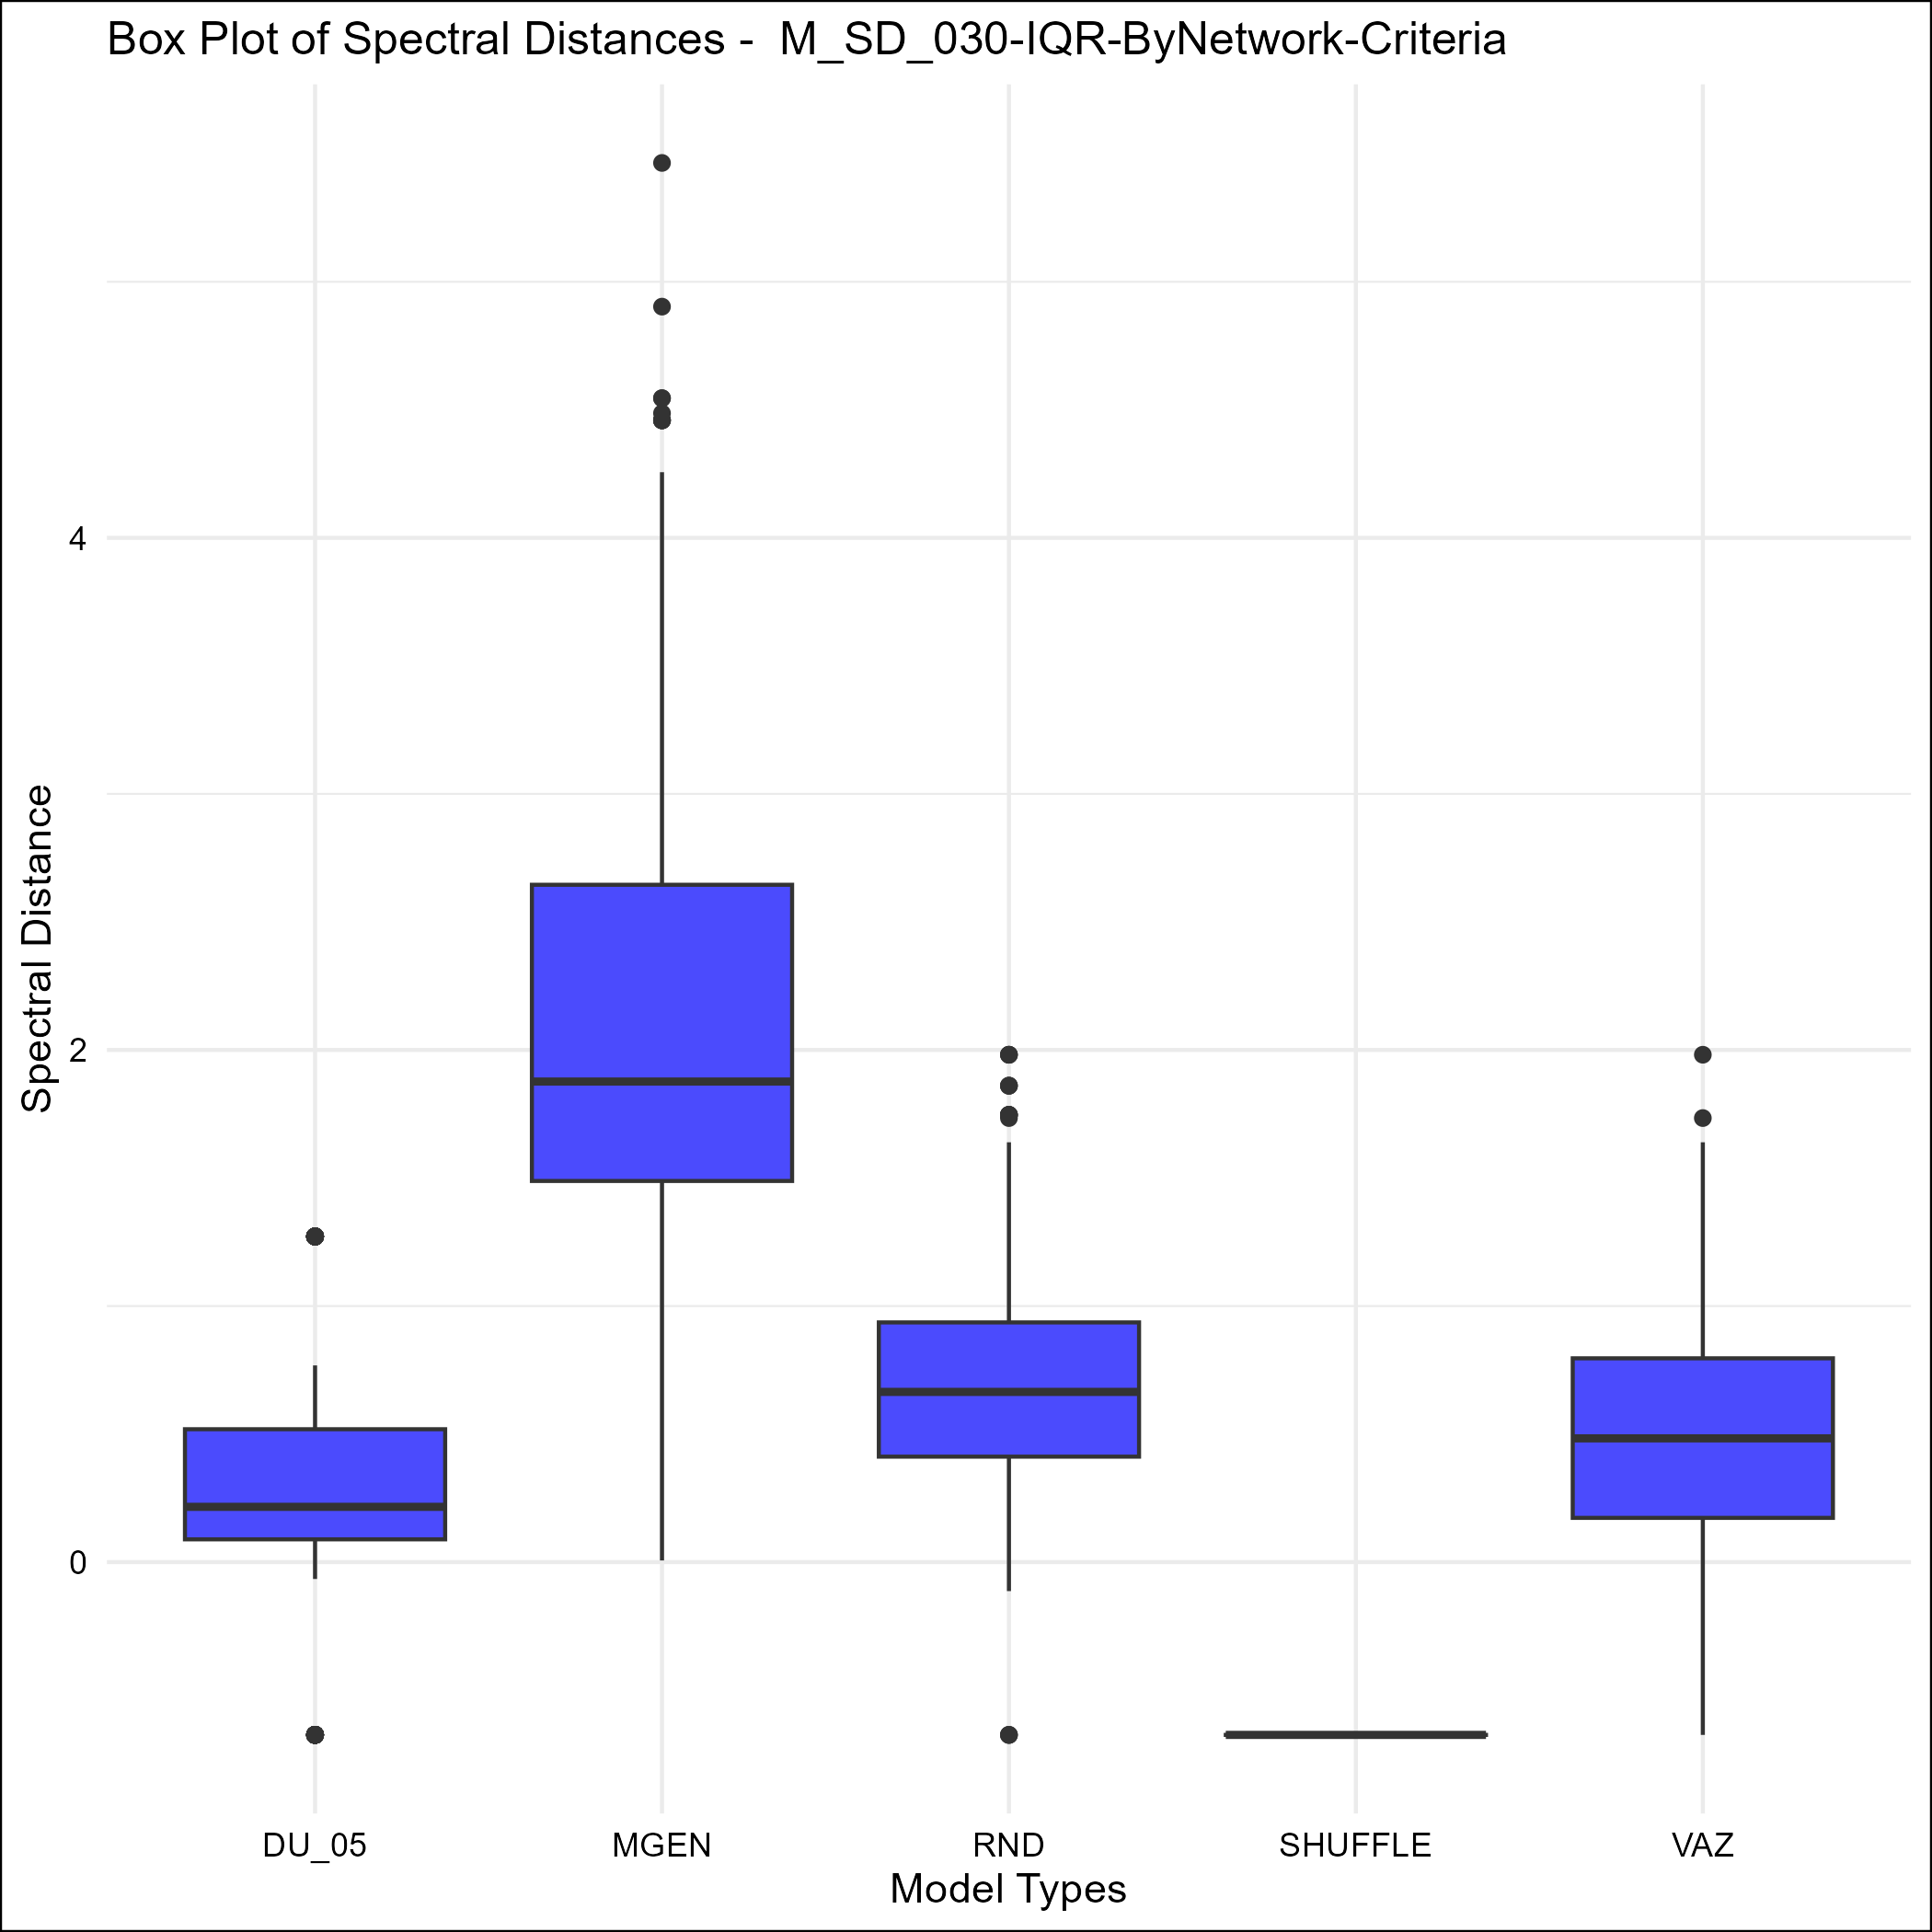 Box Plot of Spectral Distances -  M_SD_030-IQR-ByNetwork-Criteria
Spectral Distance
4
2
0
DU_05 MGEN RND SHUFFLE VAZ
Model Types